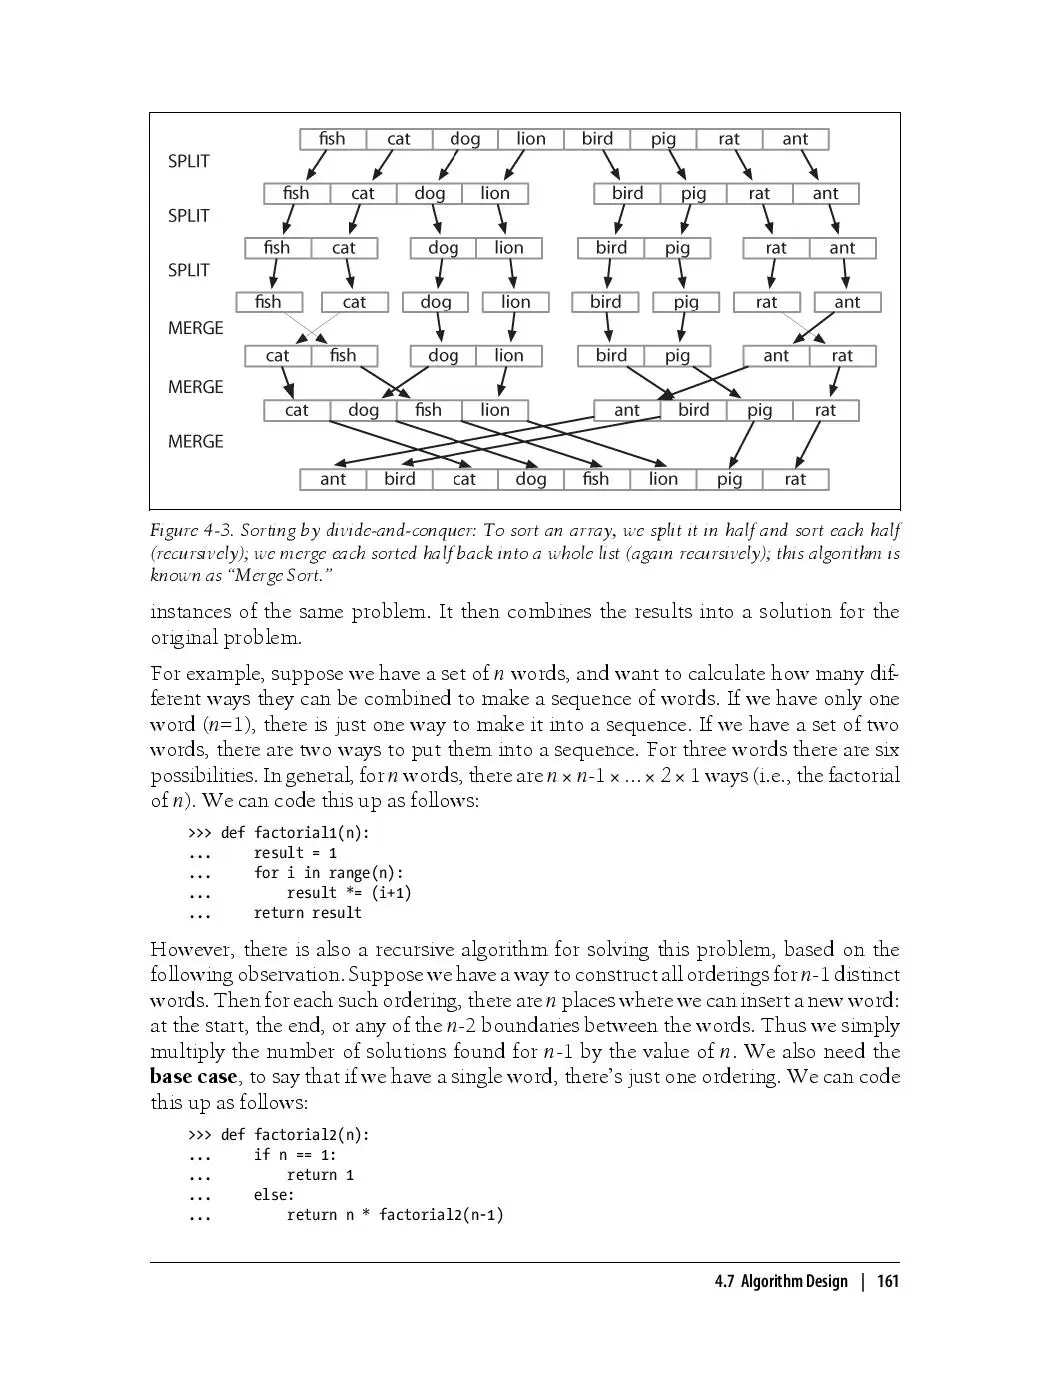 fish cat dog lion bird pig rat ant
SPLIT
fish cat dog lion bird pig rat ant
SPLIT
fish cat dog lion bird pig rat ant
SPLIT
fish cat dog lion bird pig rat ant
MERGE
cat fish dog lion bird pig ant rat
MERGE
cat dog fish lion ant bird pig rat
MERGE
ant bird cat dog fish lion pig rat
Figure 4-3. Sorting by divide-and-conquer: To sort an array, we split it in half and sort each half
(recursively); we merge each sorted half back into a whole list (again recursively); this algorithm is
known as “Merge Sort.”
instances of the same problem. It then combines the results into a solution for the
original problem.
For example, suppose we have a set of n words, and want to calculate how many dif-
ferent ways they can be combined to make a sequence of words. If we have only one
word (n=1), there is just one way to make it into a sequence. If we have a set of two
words, there are two ways to put them into a sequence. For three words there are six
possibilities. In general, for n words, there are n × n-1 × … × 2 × 1 ways (i.e., the factorial
of n). We can code this up as follows:
>>> def factorial1(n):
...     result = 1
...     for i in range(n):
...         result *= (i+1)
...     return result
However, there is also a recursive algorithm for solving this problem, based on the
following observation. Suppose we have a way to construct all orderings for n-1 distinct
words. Then for each such ordering, there are n places where we can insert a new word:
at the start, the end, or any of the n-2 boundaries between the words. Thus we simply
multiply the number of solutions found for n-1 by the value of n. We also need the
base case, to say that if we have a single word, there’s just one ordering. We can code
this up as follows:
>>> def factorial2(n):
...     if n == 1:
...         return 1
...     else:
...         return n * factorial2(n-1)
4.7 Algorithm Design | 161